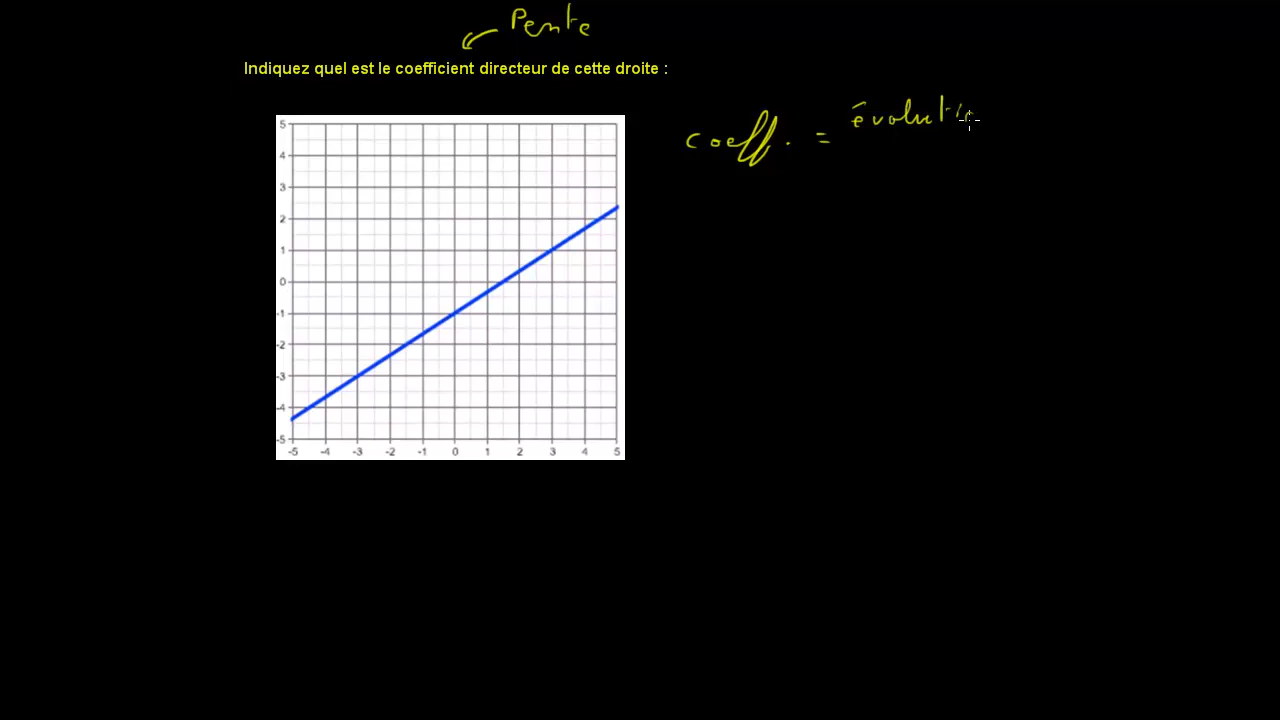 Pente
Indiquez quel est le coefficient directeur de cette droite :
coeff. = évolutio
5
4
3
2
1
0
-1
-2
-3
-4
-5
-5 -4 -3 -2 -1 0 1 2 3 4 5